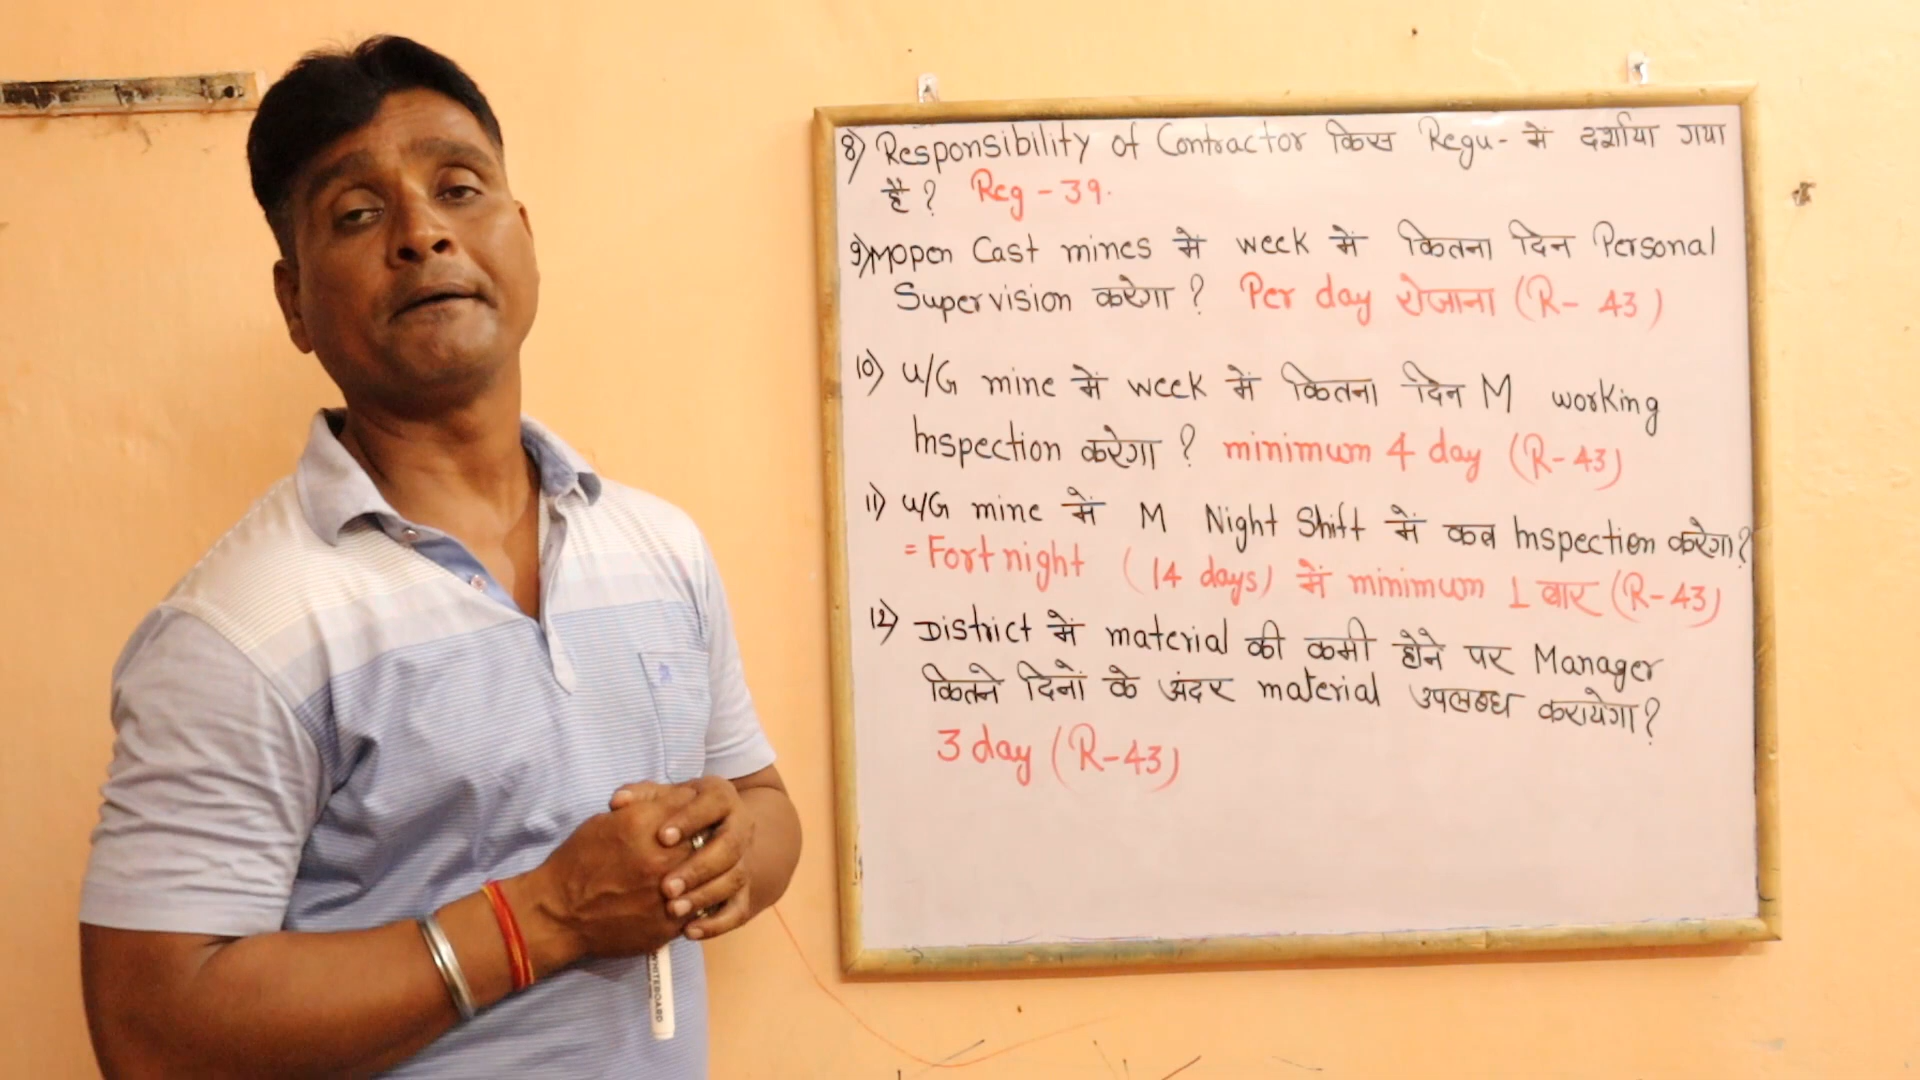 8) Responsibility of Contractor किस Regu- में दर्शाया गया
है? Reg - 39.
9) M open Cast mines में week में कितना दिन Personal
Supervision करेगा? Per day रोजाना (R- 43)
10) U/G mine में week में कितना दिन M working
Inspection करेगा? minimum 4 day (R-43)
11) U/G mine में M Night Shift में कब Inspection करेगा?
= Fort night (14 days) में minimum 1 बार (R-43)
12) District में material की कमी होने पर Manager
कितने दिनों के अंदर material उपलब्ध करायेगा?
3 day (R-43)
WHITEBOARD